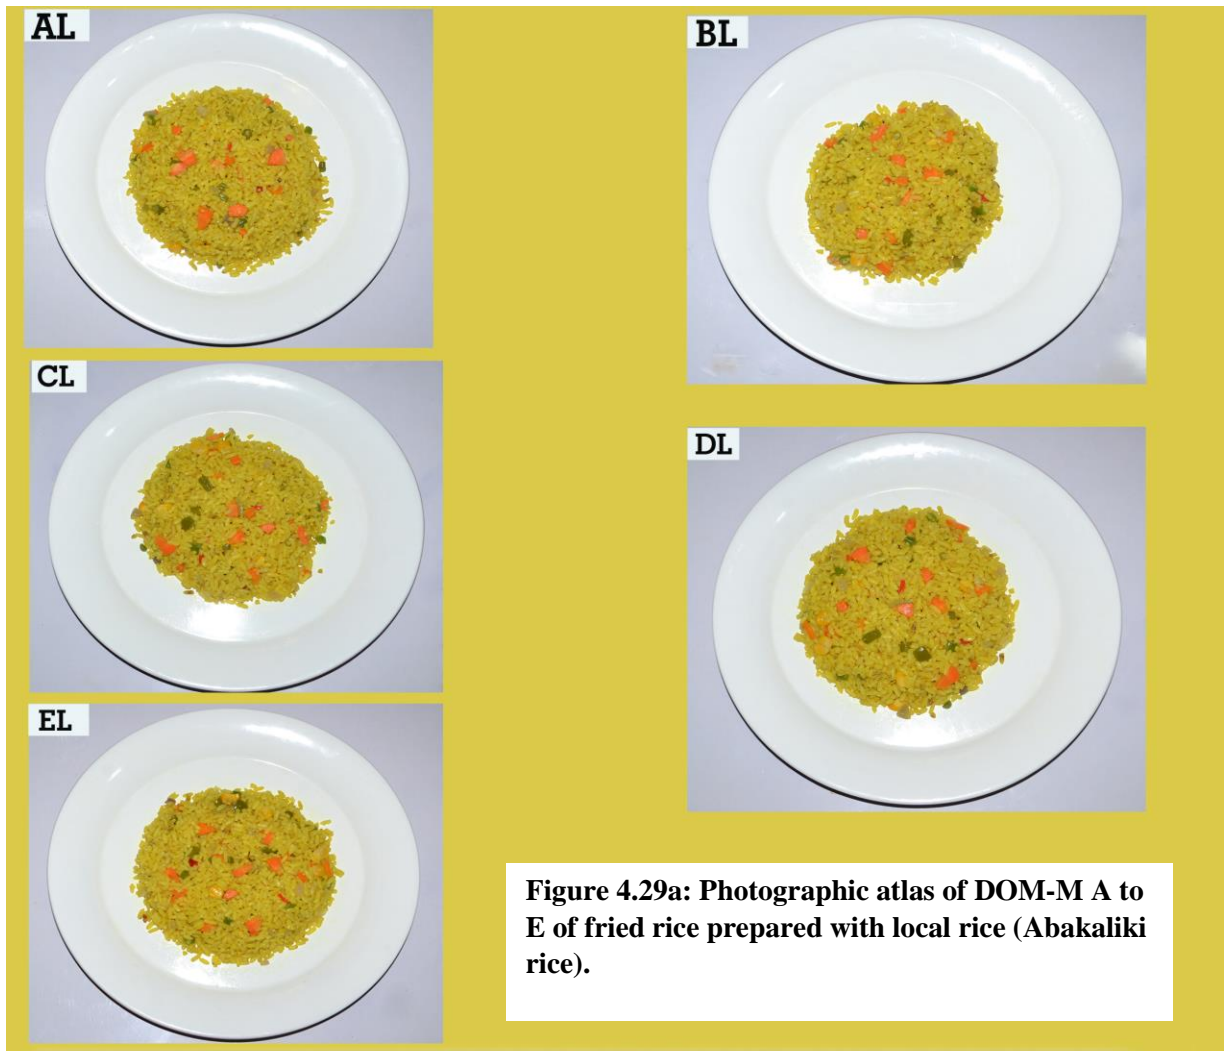 AL
BL
CL
DL
EL
Figure 4.29a: Photographic atlas of DOM-M A to
E of fried rice prepared with local rice (Abakaliki
rice).